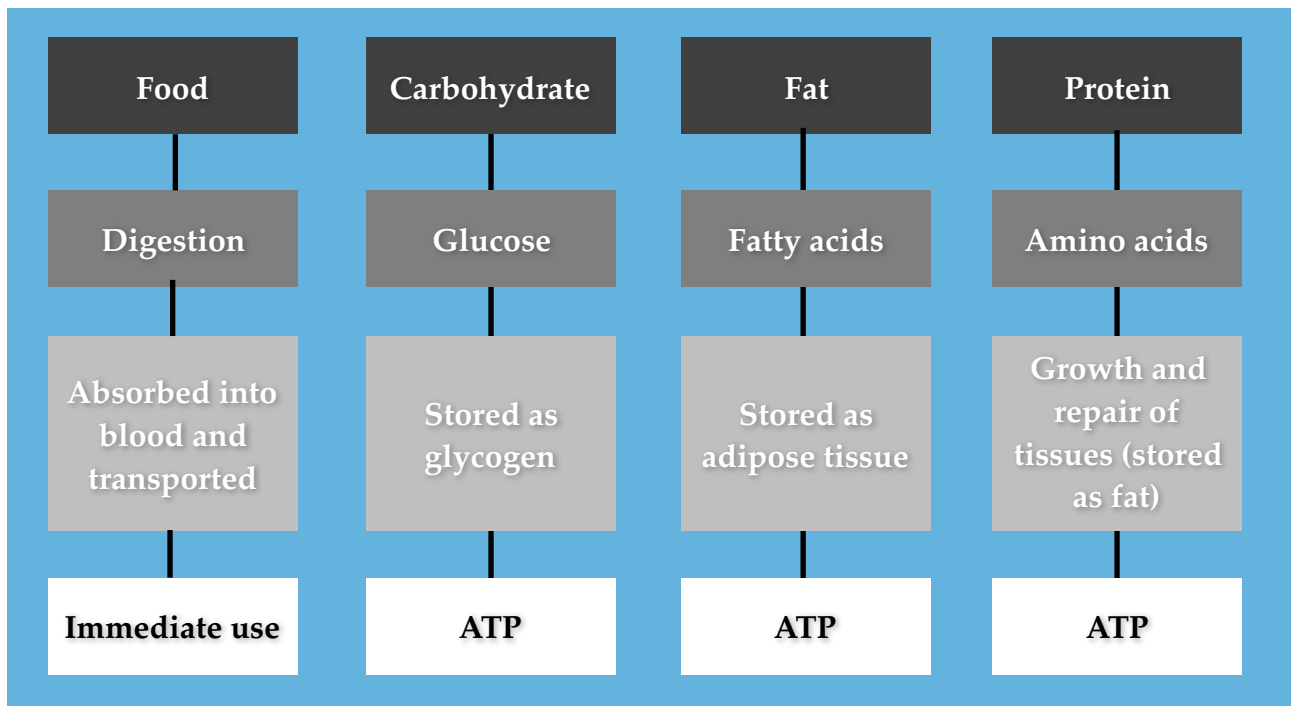 Food
Carbohydrate
Fat
Protein
Digestion
Glucose
Fatty acids
Amino acids
Absorbed into
blood and
transported
Stored as
glycogen
Stored as
adipose tissue
Growth and
repair of
tissues (stored
as fat)
Immediate use
ATP
ATP
ATP